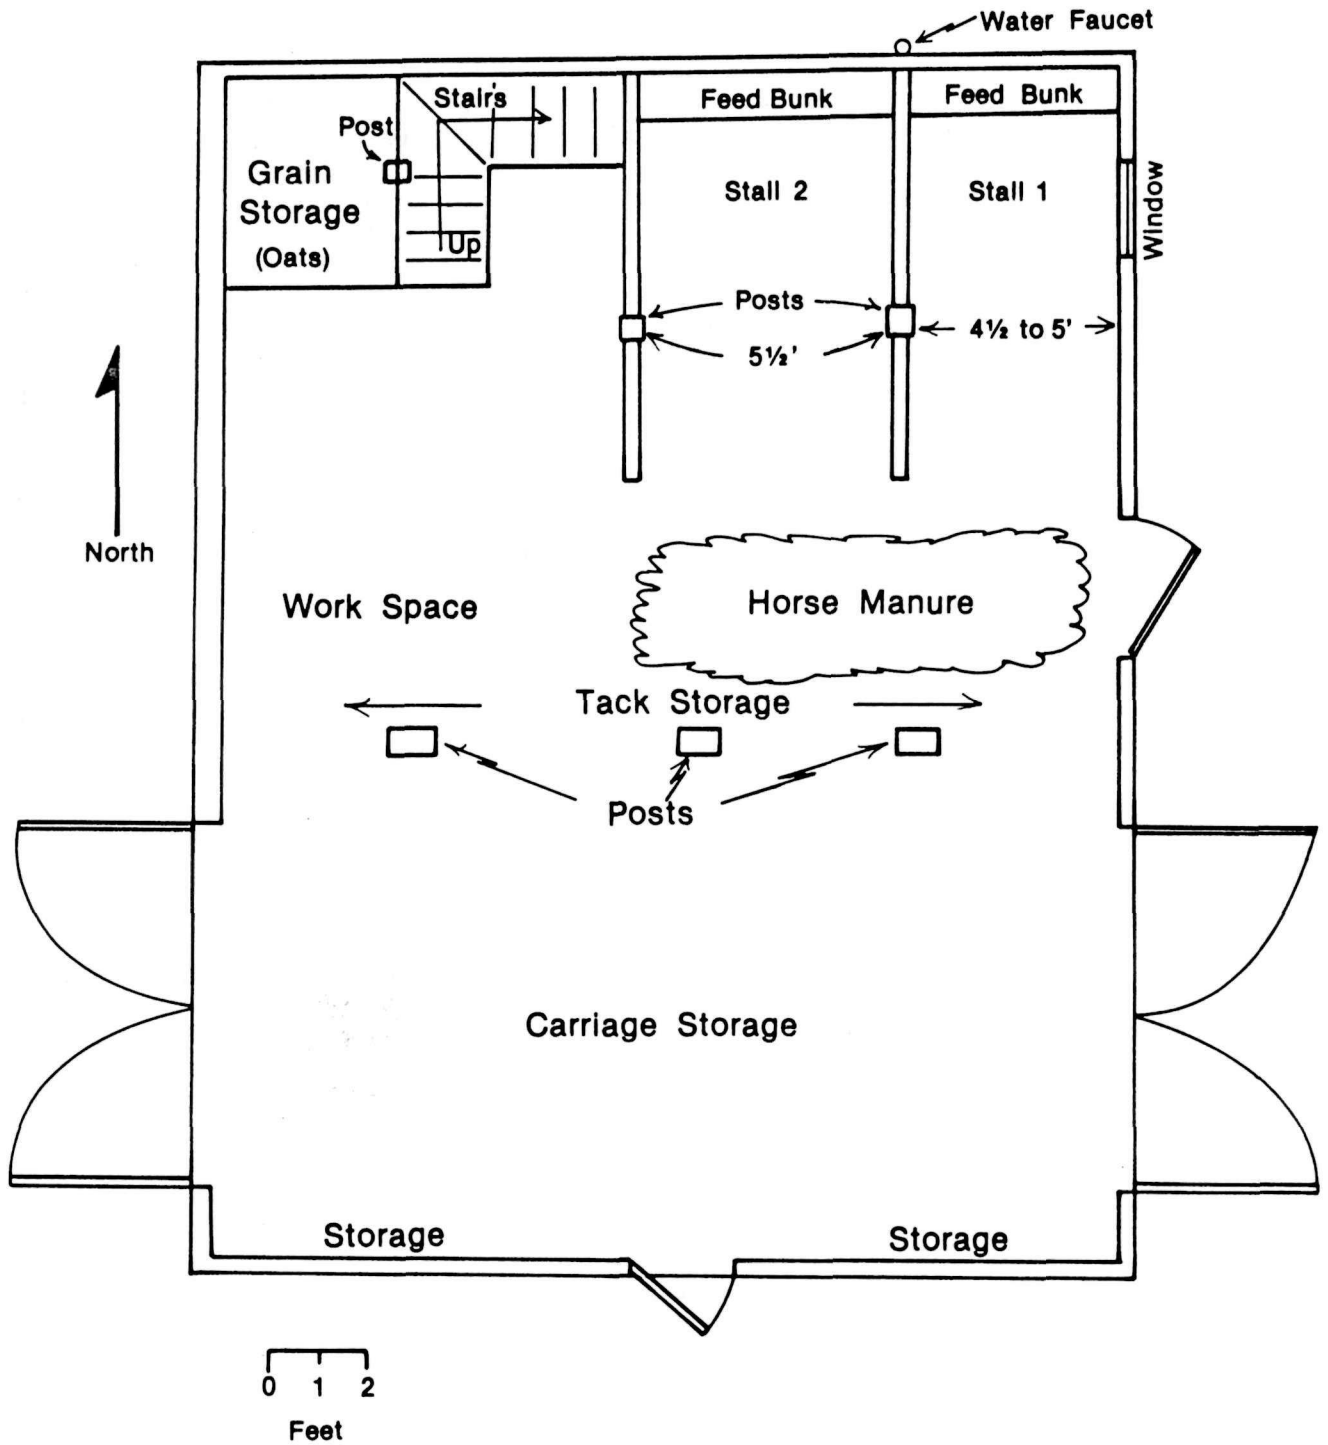 Water Faucet
Stair's
Feed Bunk
Feed Bunk
Post
Grain
Storage
(Oats)
Up
Stall 2
Stall 1
Window
Posts
5½'
4½ to 5'
North
Work Space
Horse Manure
Tack Storage
Posts
Carriage Storage
Storage
Storage
0 1 2
Feet